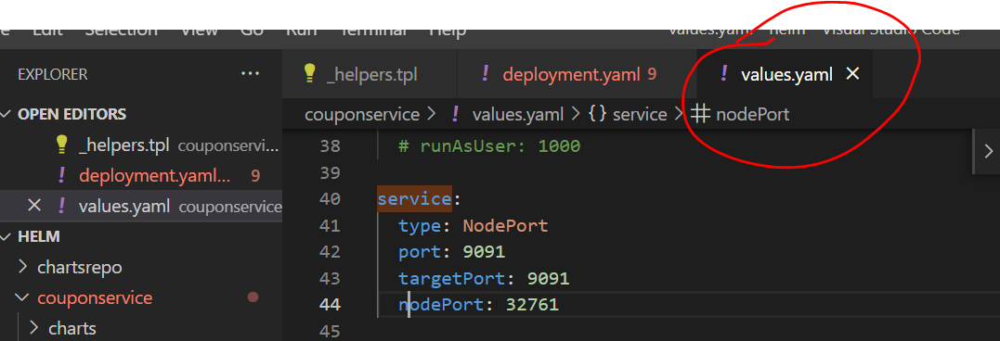 Edit Selection View Go Run Terminal Help values.yaml - helm - Visual Studio Code
EXPLORER ···
_helpers.tpl deployment.yaml 9 values.yaml
couponservice > values.yaml > {} service > nodePort
OPEN EDITORS
_helpers.tpl couponservi...
deployment.yaml... 9
values.yaml couponservice
HELM
chartsrepo
couponservice
charts
38 # runAsUser: 1000
39
40 service:
41 type: NodePort
42 port: 9091
43 targetPort: 9091
44 nodePort: 32761
45